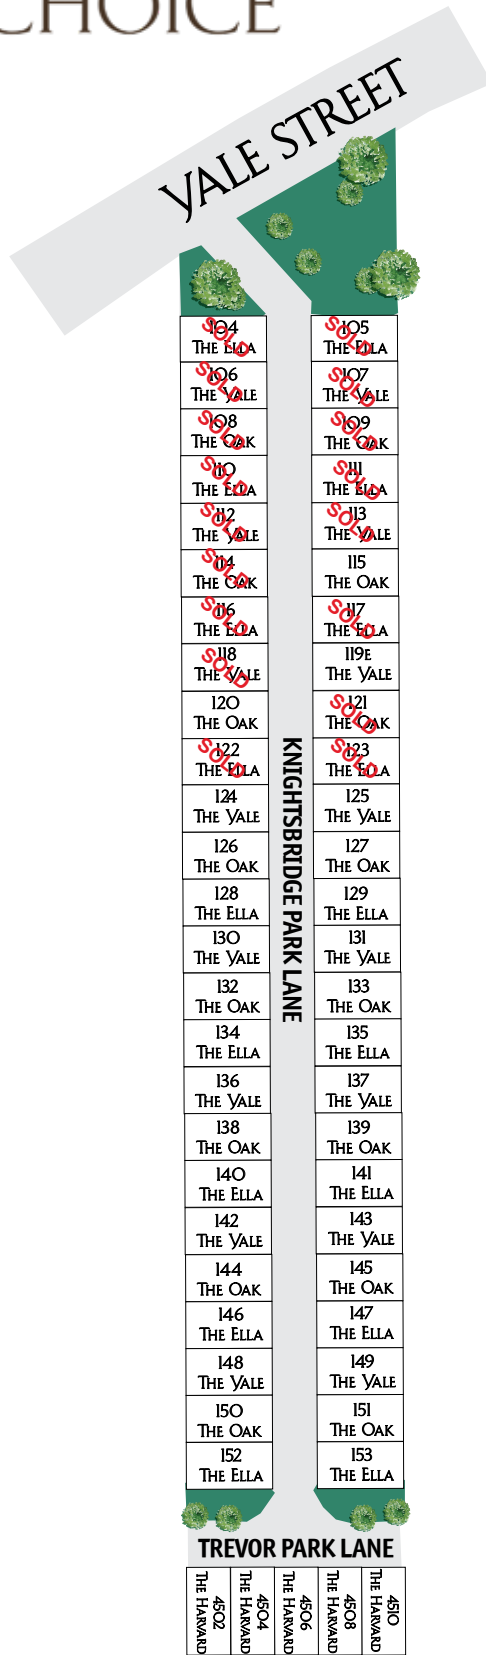 CHOICE
YALE STREET
SOLD
104
THE ELLA
SOLD
106
THE YALE
SOLD
108
THE OAK
SOLD
110
THE ELLA
SOLD
112
THE YALE
SOLD
114
THE OAK
SOLD
116
THE ELLA
SOLD
118
THE YALE
120
THE OAK
SOLD
122
THE ELLA
124
THE YALE
126
THE OAK
128
THE ELLA
130
THE YALE
132
THE OAK
134
THE ELLA
136
THE YALE
138
THE OAK
140
THE ELLA
142
THE YALE
144
THE OAK
146
THE ELLA
148
THE YALE
150
THE OAK
152
THE ELLA
KNIGHTSBRIDGE PARK LANE
SOLD
105
THE ELLA
SOLD
107
THE YALE
SOLD
109
THE OAK
SOLD
111
THE ELLA
SOLD
113
THE YALE
115
THE OAK
SOLD
117
THE ELLA
119E
THE YALE
SOLD
121
THE OAK
SOLD
123
THE ELLA
125
THE YALE
127
THE OAK
129
THE ELLA
131
THE YALE
133
THE OAK
135
THE ELLA
137
THE YALE
139
THE OAK
141
THE ELLA
143
THE YALE
145
THE OAK
147
THE ELLA
149
THE YALE
151
THE OAK
153
THE ELLA
TREVOR PARK LANE
4502
THE HARVARD
4504
THE HARVARD
4506
THE HARVARD
4508
THE HARVARD
4510
THE HARVARD